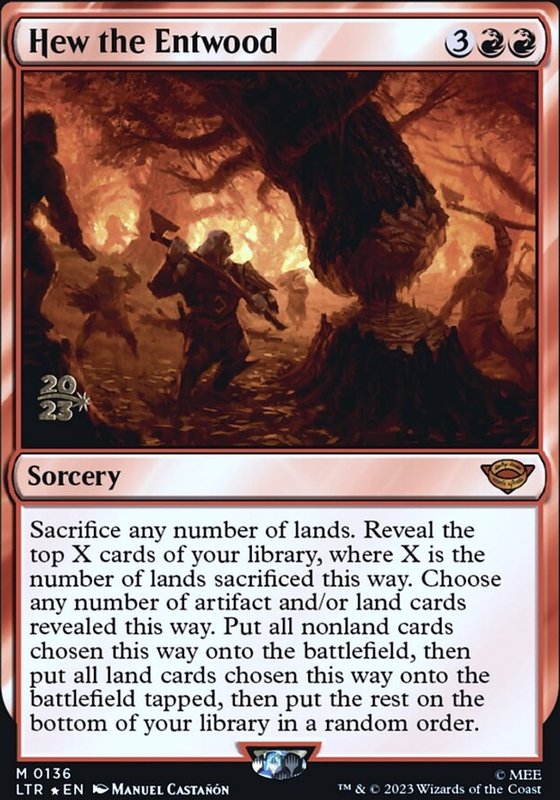 Hew the Entwood
3
20
23
Sorcery
Sacrifice any number of lands. Reveal the
top X cards of your library, where X is the
number of lands sacrificed this way. Choose
any number of artifact and/or land cards
revealed this way. Put all nonland cards
chosen this way onto the battlefield, then
put all land cards chosen this way onto the
battlefield tapped, then put the rest on the
bottom of your library in a random order.
M 0136
LTR ★ EN Manuel Castañón
© MEE
™ & © 2023 Wizards of the Coast